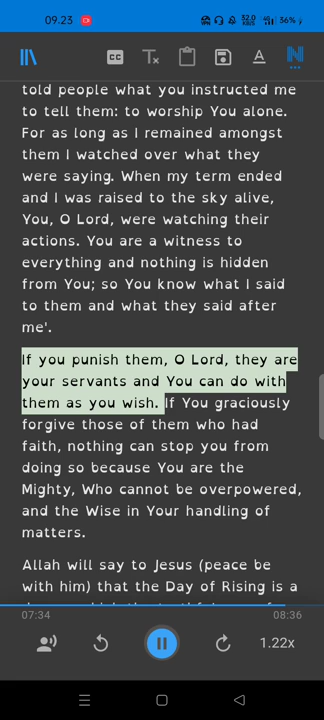 09.23 32.0 KB/s 4G 36%
CC T A N
told people what you instructed me
to tell them: to worship You alone.
For as long as I remained amongst
them I watched over what they
were saying. When my term ended
and I was raised to the sky alive,
You, O Lord, were watching their
actions. You are a witness to
everything and nothing is hidden
from You; so You know what I said
to them and what they said after
me'.
If you punish them, O Lord, they are
your servants and You can do with
them as you wish. If You graciously
forgive those of them who had
faith, nothing can stop you from
doing so because You are the
Mighty, Who cannot be overpowered,
and the Wise in Your handling of
matters.
Allah will say to Jesus (peace be
with him) that the Day of Rising is a
07:34 08:36
1.22x